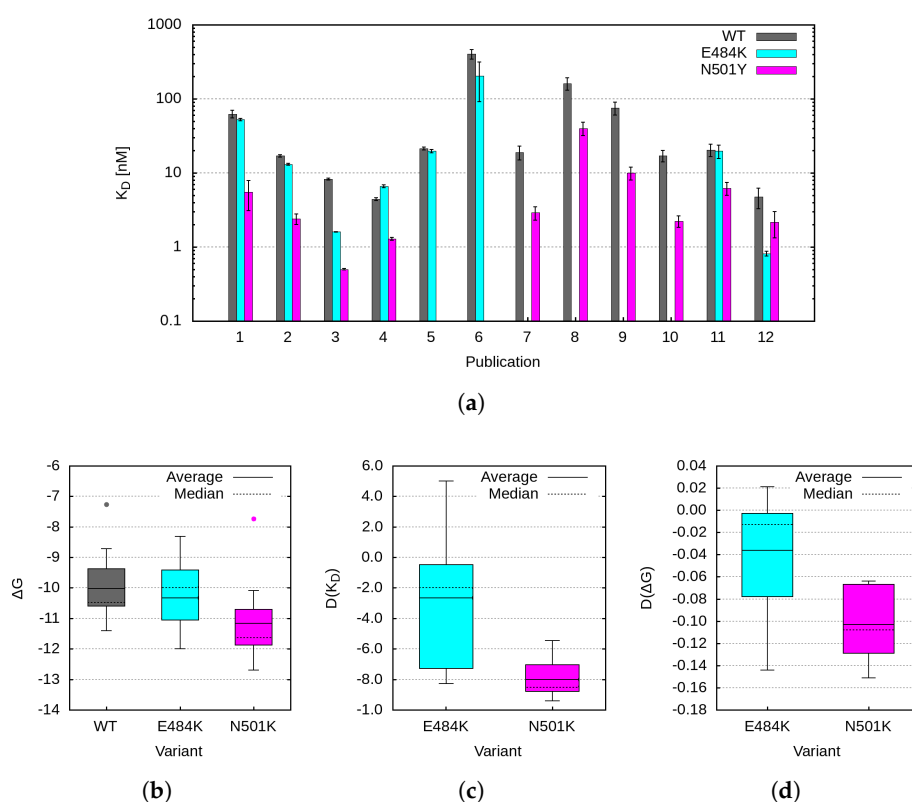 1000
100
10
1
0.1
K_D [nM]
WT
E484K
N501Y
1 2 3 4 5 6 7 8 9 10 11 12
Publication
(a)
-6
-7
-8
-9
-10
-11
-12
-13
-14
ΔG
Average
Median
WT E484K N501K
Variant
(b)
6.0
4.0
2.0
0.0
-2.0
-4.0
-6.0
-8.0
-1.0
D(K_D)
Average
Median
E484K N501K
Variant
(c)
0.04
0.02
0.00
-0.02
-0.04
-0.06
-0.08
-0.10
-0.12
-0.14
-0.16
-0.18
D(ΔG)
Average
Median
E484K N501K
Variant
(d)